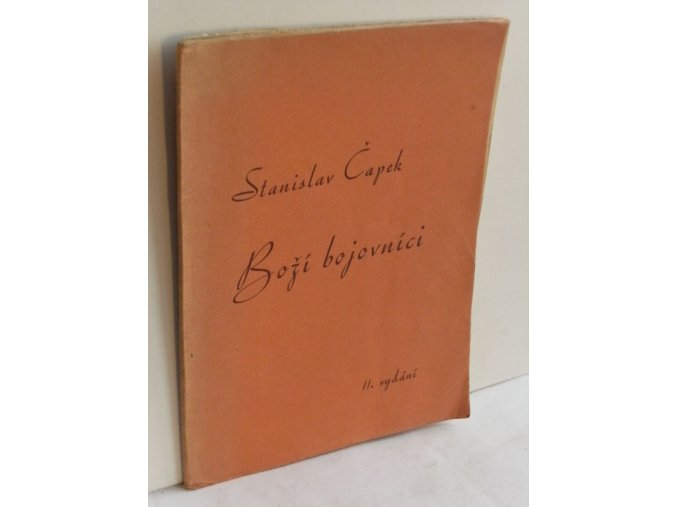 Stanislav Čapek
Boží bojovníci
II. vydání